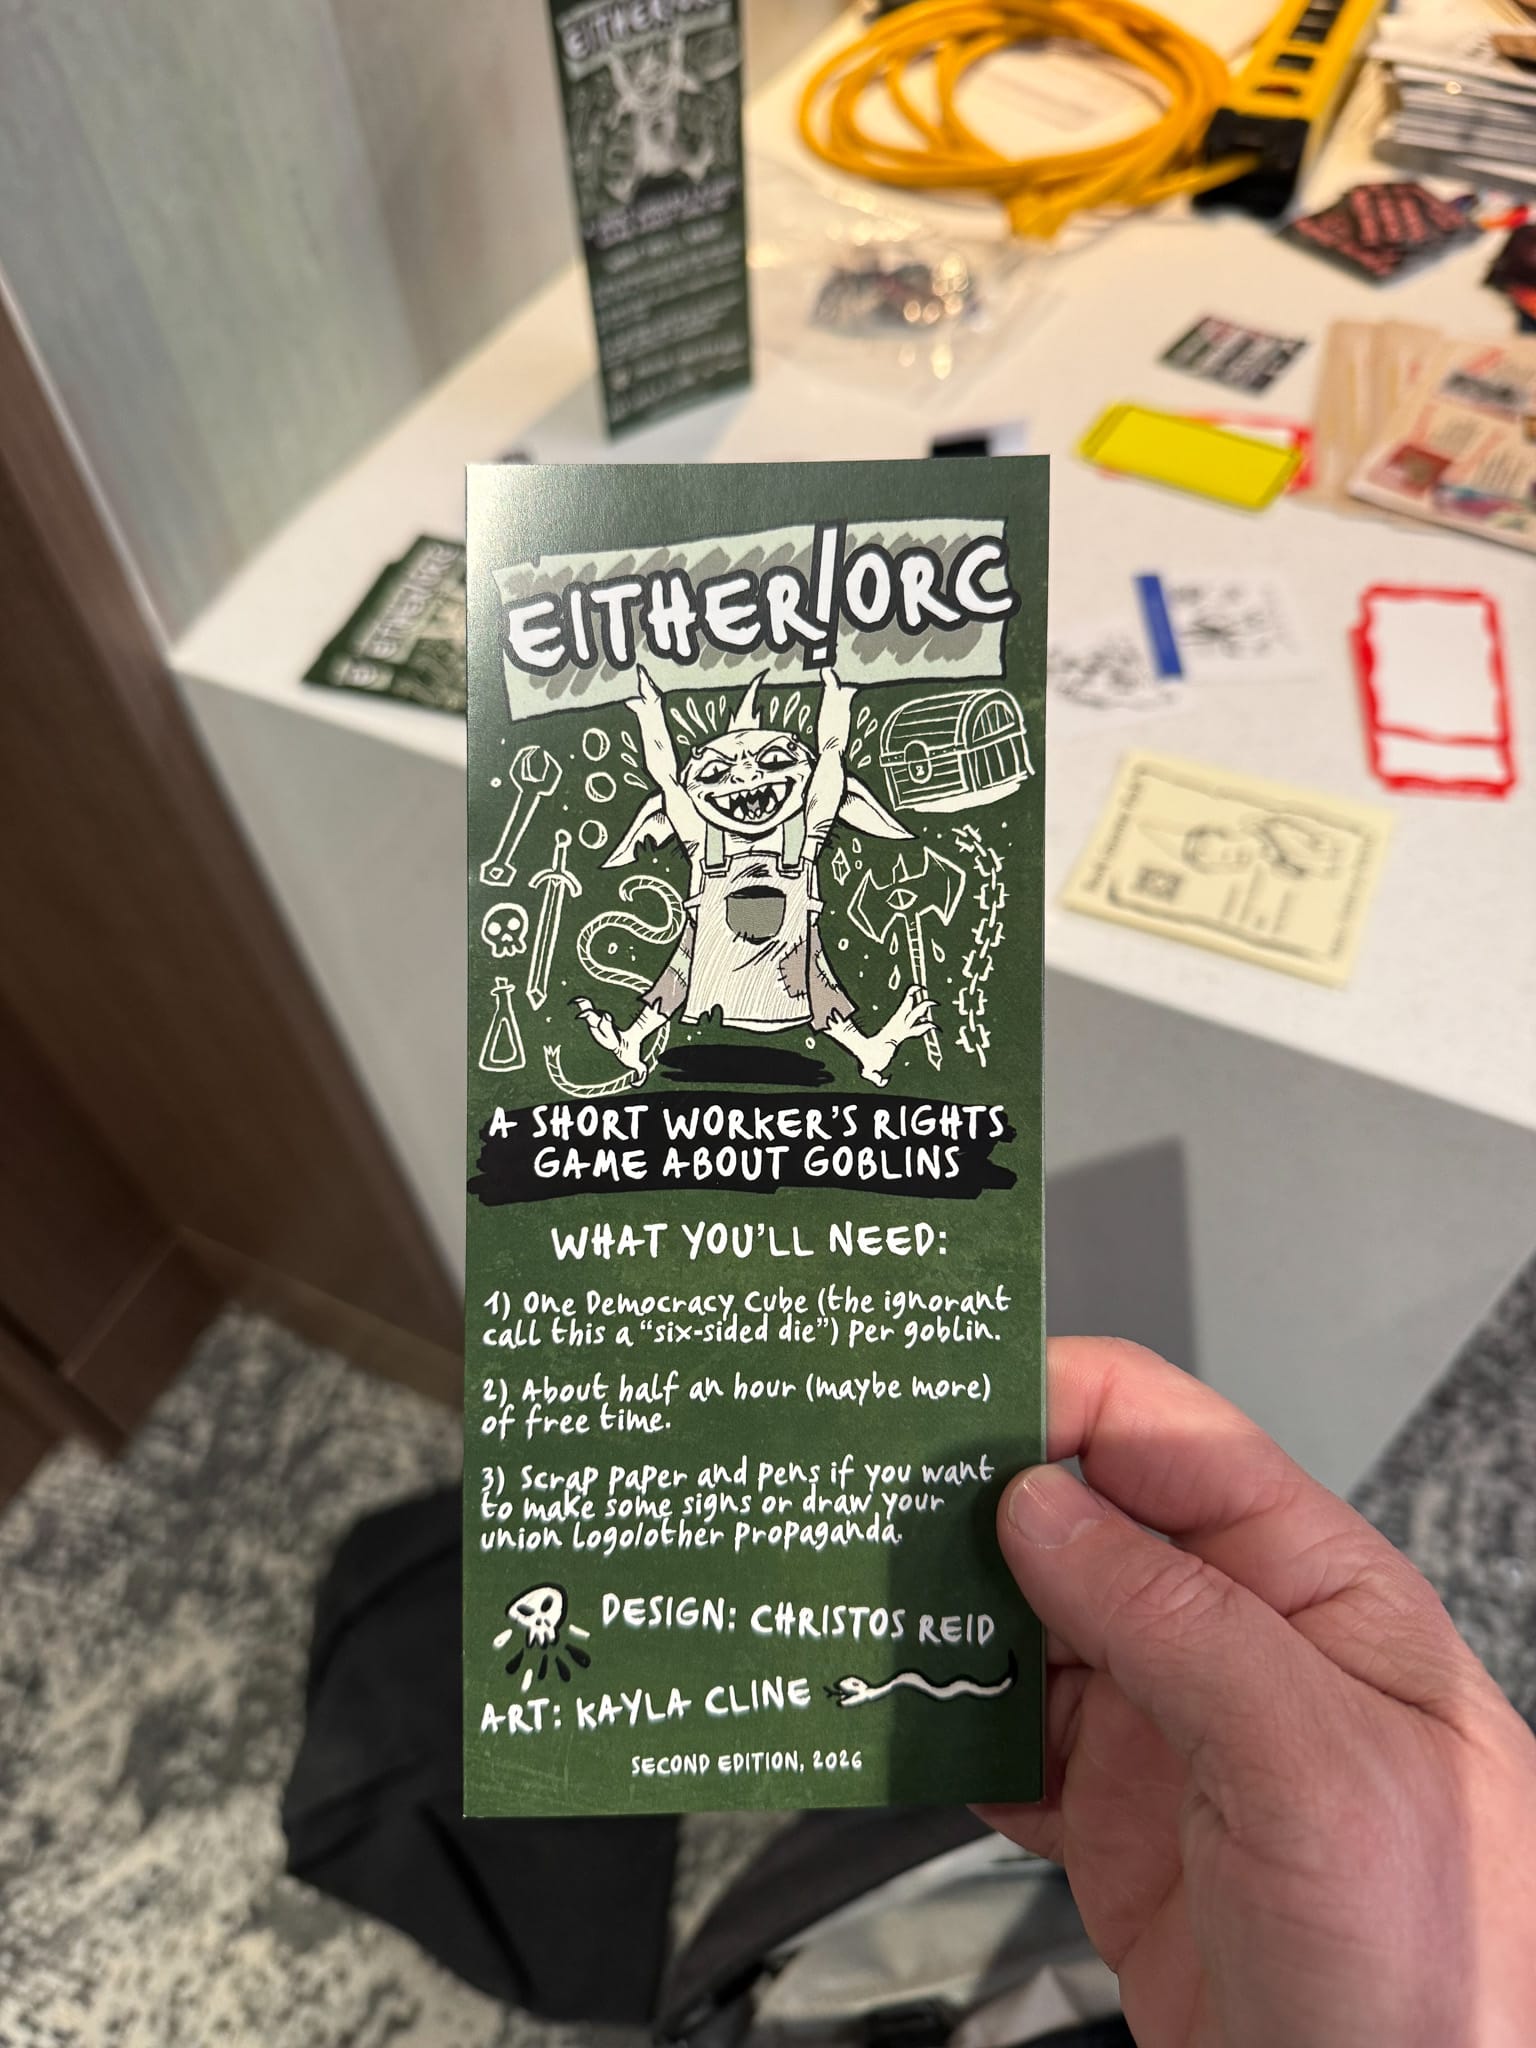 EITHER/ORC
EITHER/ORC
A SHORT WORKER'S RIGHTS
GAME ABOUT GOBLINS
WHAT YOU'LL NEED:
1) One Democracy Cube (the ignorant
call this a "six-sided die") per goblin.
2) About half an hour (maybe more)
of free time.
3) Scrap paper and pens if you want
to make some signs or draw your
union logo/other propaganda.
DESIGN: CHRISTOS REID
ART: KAYLA CLINE
SECOND EDITION, 2026